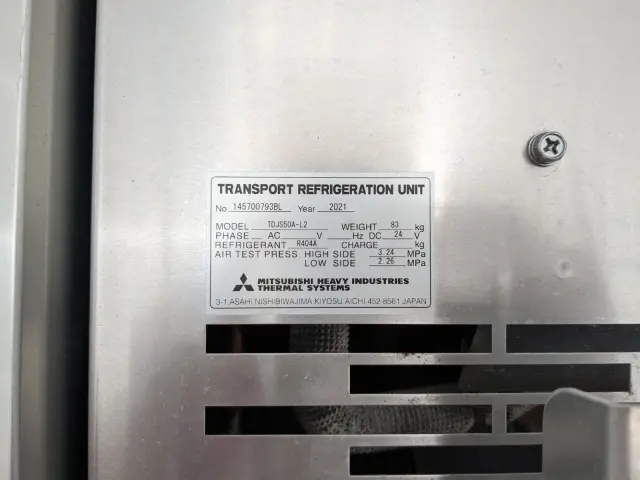 TRANSPORT REFRIGERATION UNIT
No 145700793BL Year 2021
MODEL TDJS50A-L2 WEIGHT 83 kg
PHASE AC V Hz DC 24 V
REFRIGERANT R404A CHARGE kg
AIR TEST PRESS. HIGH SIDE 3.24 MPa
LOW SIDE 2.26 MPa
MITSUBISHI HEAVY INDUSTRIES
THERMAL SYSTEMS
3-1,ASAHI,NISHIBIWAJIMA KIYOSU AICHI.452-8561 JAPAN